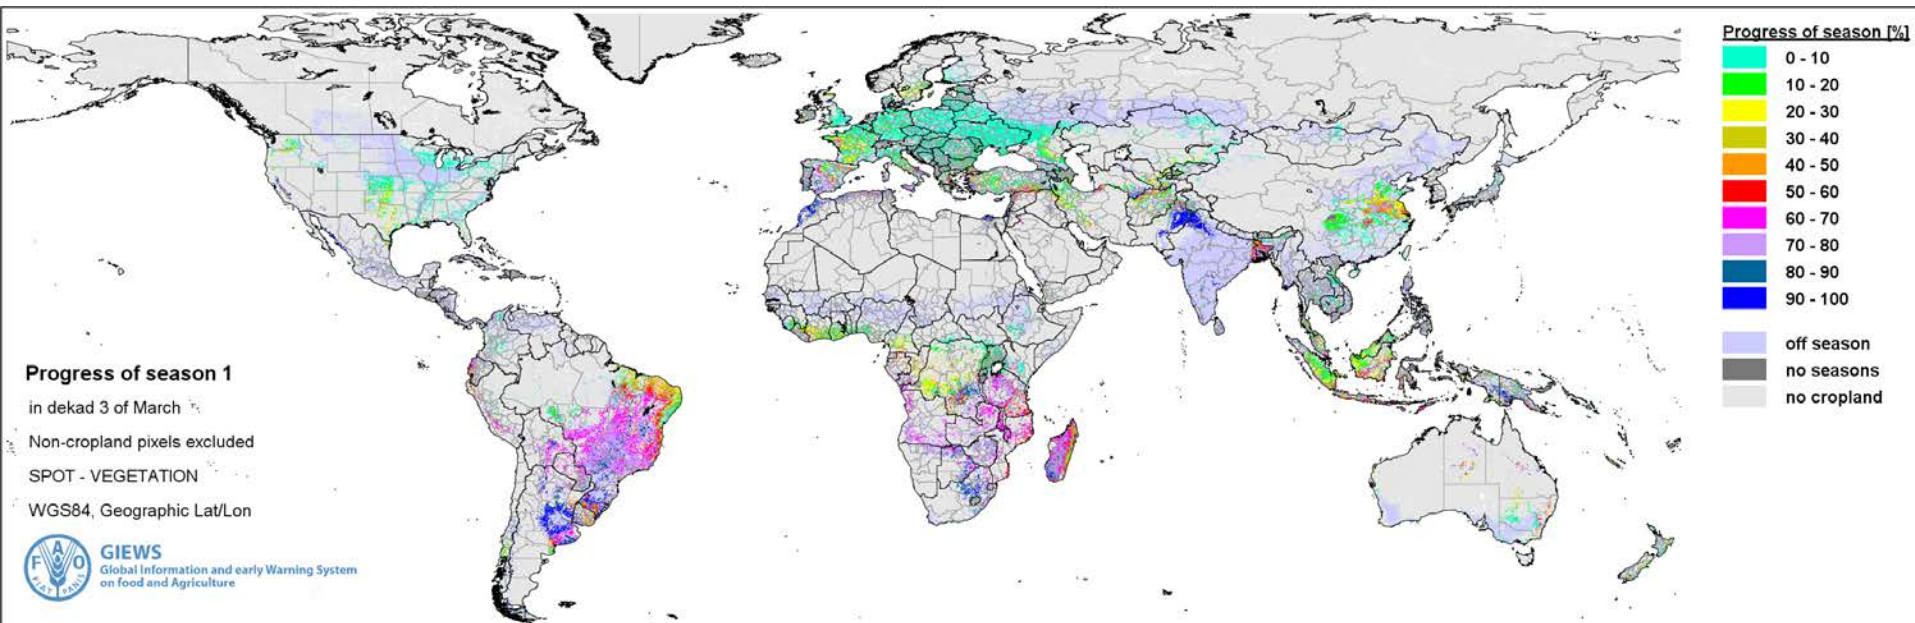 Progress of season [%]
0 - 10
10 - 20
20 - 30
30 - 40
40 - 50
50 - 60
60 - 70
70 - 80
80 - 90
90 - 100
off season
no seasons
no cropland
Progress of season 1
in dekad 3 of March
Non-cropland pixels excluded
SPOT - VEGETATION
WGS84, Geographic Lat/Lon
F A O
FIAT PANIS
GIEWS
Global Information and early Warning System
on food and Agriculture